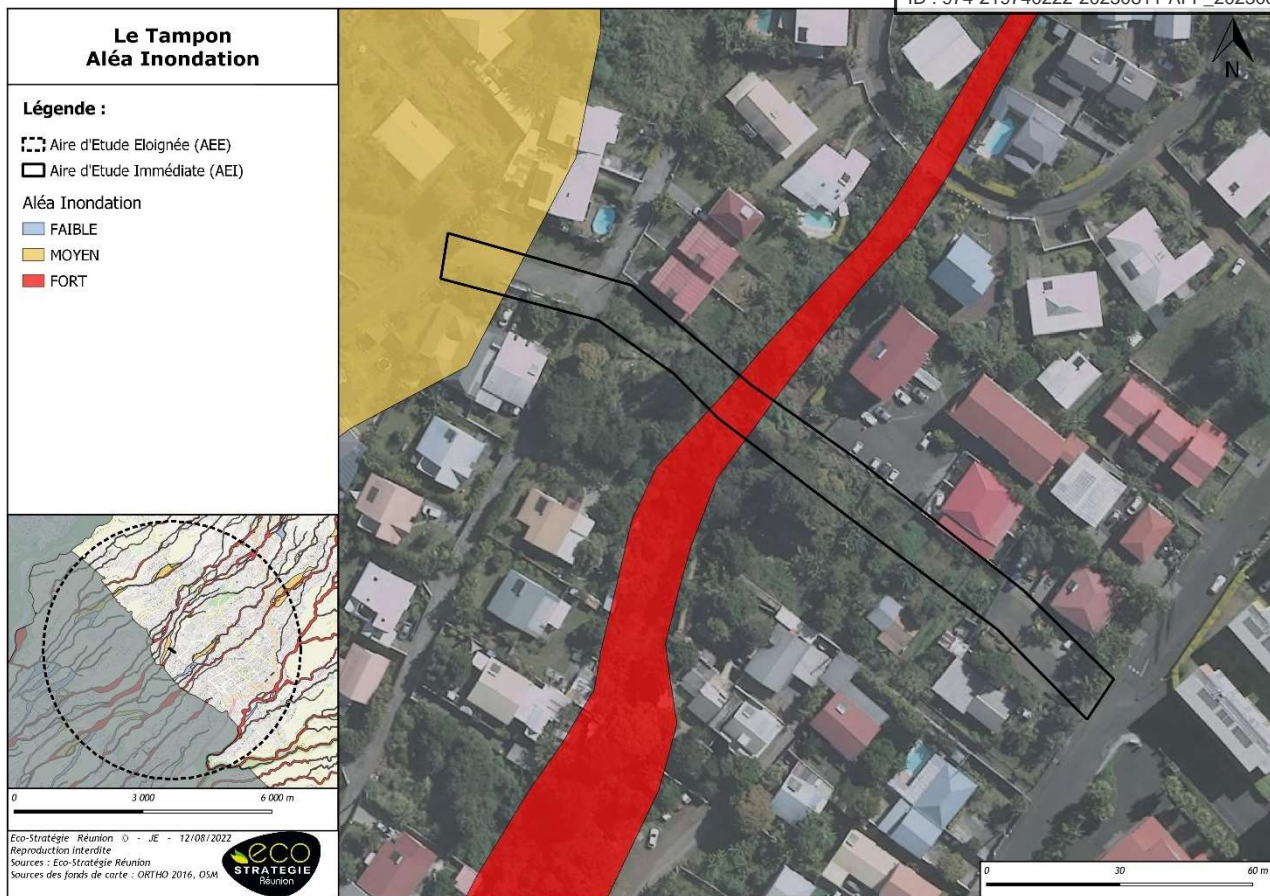 Le Tampon
Aléa Inondation
Légende :
Aire d'Etude Eloignée (AEE)
Aire d'Etude Immédiate (AEI)
Aléa Inondation
FAIBLE
MOYEN
FORT
0 3 000 6 000 m
Eco-Stratégie Réunion © - JE - 12/08/2022
Reproduction interdite
Sources : Eco-Stratégie Réunion
Sources des fonds de carte : ORTHO 2016, OSM
eco
STRATEGIE
Réunion
N
0 30 60 m